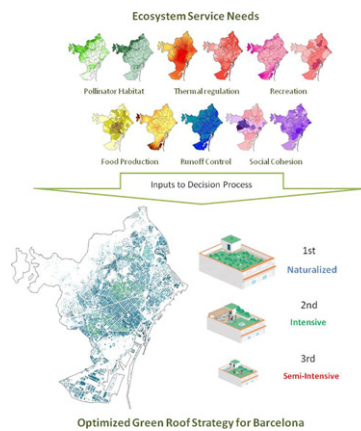 Ecosystem Service Needs
Pollinator Habitat
Thermal regulation
Recreation
Food Production
Runoff Control
Social Cohesion
Inputs to Decision Process
1st
Naturalized
2nd
Intensive
3rd
Semi-Intensive
Optimized Green Roof Strategy for Barcelona